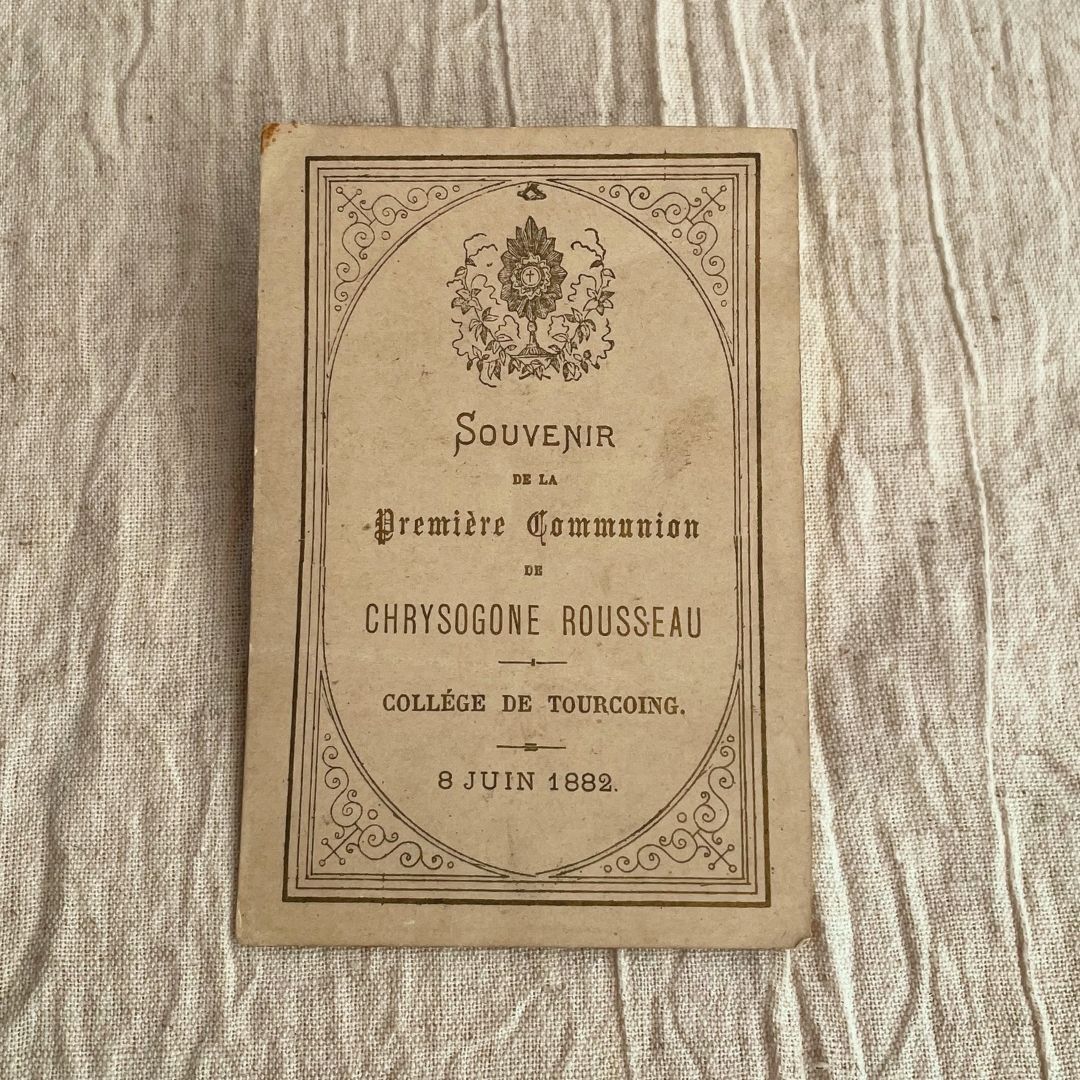 SOUVENIR
DE LA
Première Communion
DE
CHRYSOGONE ROUSSEAU
COLLÉGE DE TOURCOING.
8 JUIN 1882.